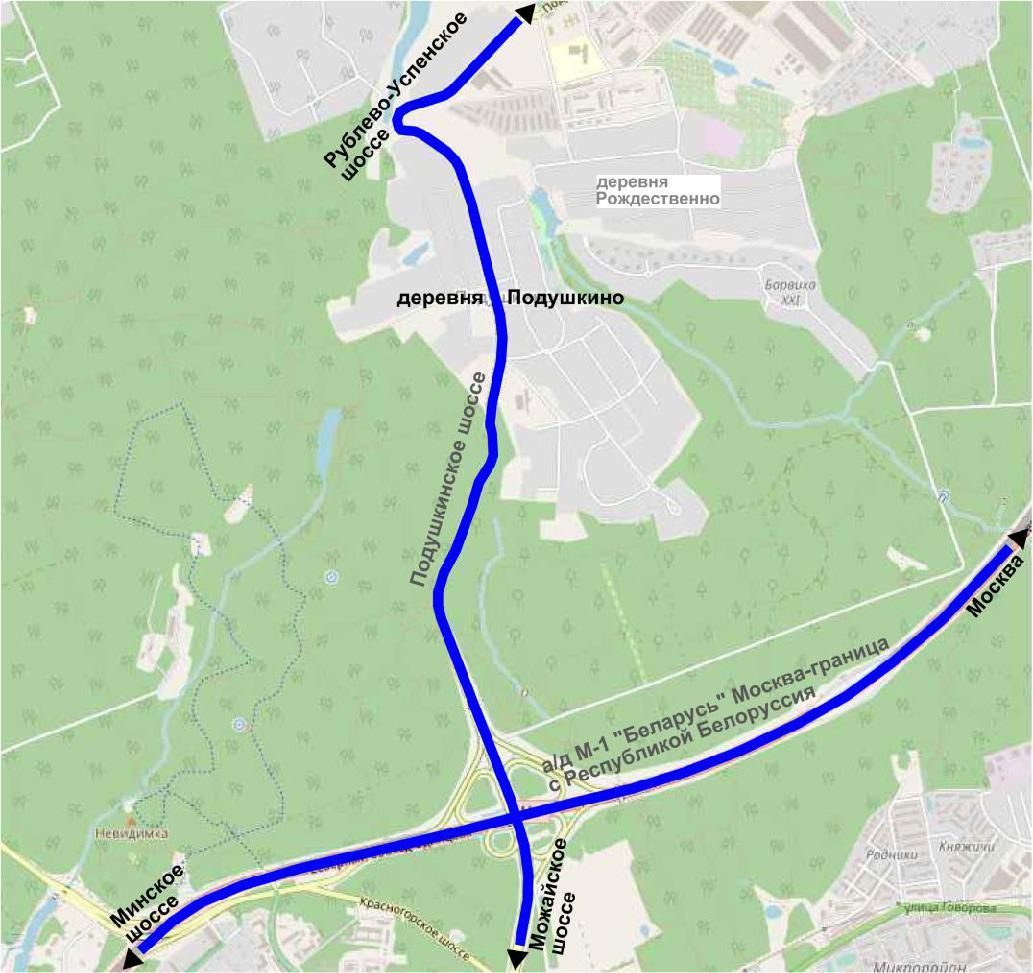 Рублево-Успенское
шоссе
деревня
Рождественно
Барвиха
XXI
деревня Подушкино
Подушкинское шоссе
Москва
а/д М-1 "Беларусь" Москва-граница
с Республикой Белоруссия
Невидимка
Минское
шоссе
Можайское
шоссе
Красногорское шоссе
Родники
Княжичи
улица Говорова
Микрорайон